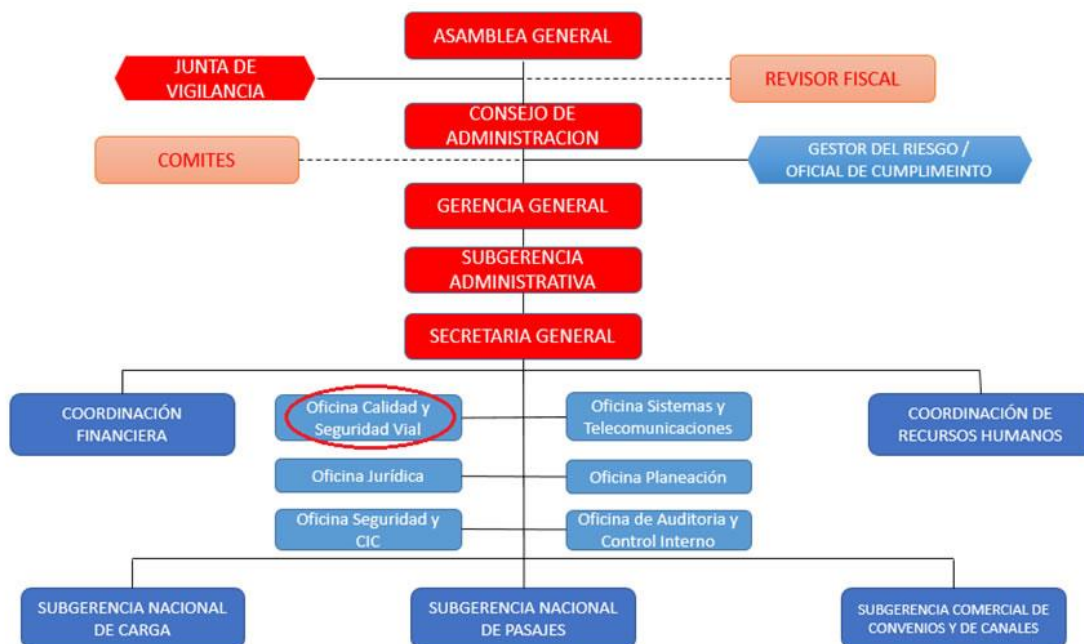 ASAMBLEA GENERAL
JUNTA DE
VIGILANCIA
REVISOR FISCAL
CONSEJO DE
ADMINISTRACION
COMITES
GESTOR DEL RIESGO /
OFICIAL DE CUMPLIMEINTO
GERENCIA GENERAL
SUBGERENCIA
ADMINISTRATIVA
SECRETARIA GENERAL
COORDINACIÓN
FINANCIERA
Oficina Calidad y
Seguridad Vial
Oficina Sistemas y
Telecomunicaciones
COORDINACIÓN DE
RECURSOS HUMANOS
Oficina Jurídica
Oficina Planeación
Oficina Seguridad y
CIC
Oficina de Auditoria y
Control Interno
SUBGERENCIA NACIONAL
DE CARGA
SUBGERENCIA NACIONAL
DE PASAJES
SUBGERENCIA COMERCIAL DE
CONVENIOS Y DE CANALES